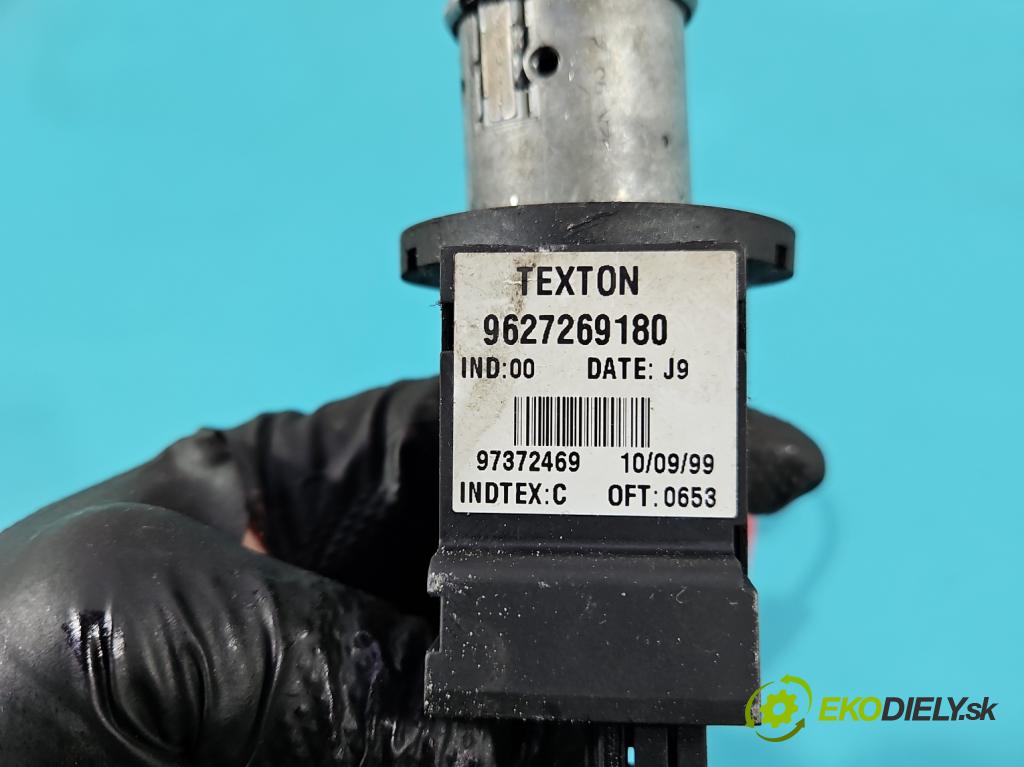 TEXTON
9627269180
IND:00 DATE: J9
97372469 10/09/99
INDTEX:C OFT:0653
EKODIELY.sk